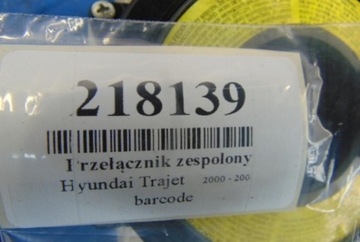 218139
Przełącznik zespolony
Hyundai Trajet 2000 - 200
barcode